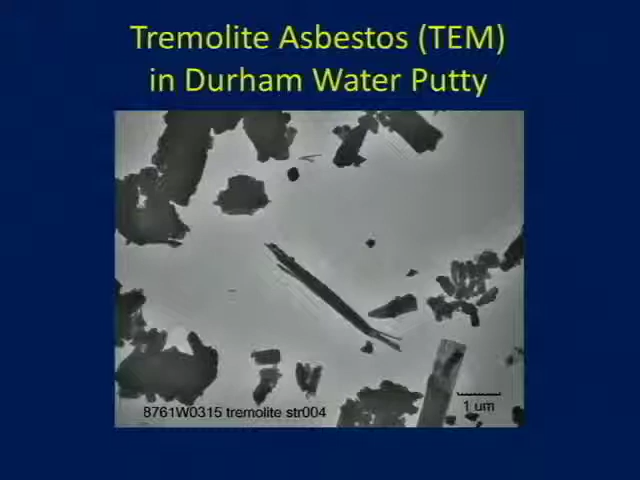 Tremolite Asbestos (TEM)
in Durham Water Putty
8761W0315 tremolite str004
1 um